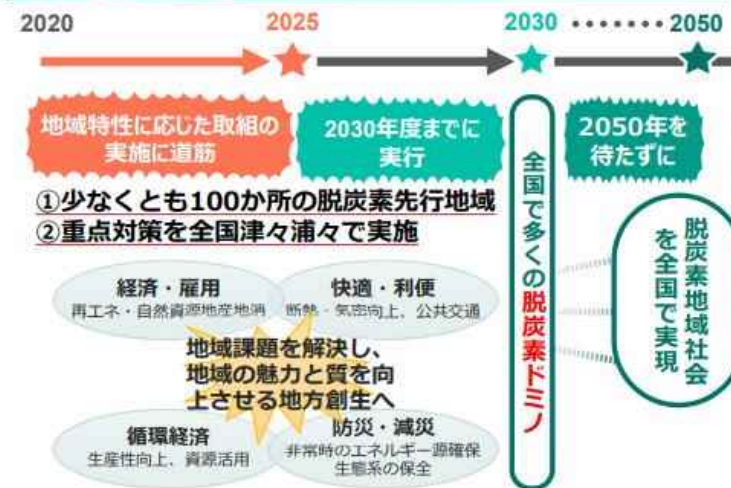 2020
2025
2030
2050
地域特性に応じた取組の
実施に道筋
2030年度までに
実行
2050年を
待たずに
①少なくとも100か所の脱炭素先行地域
②重点対策を全国津々浦々で実施
経済・雇用
再エネ・自然資源地産地消
快適・利便
断熱・気密向上、公共交通
地域課題を解決し、
地域の魅力と質を向
上させる地方創生へ
循環経済
生産性向上、資源活用
防災・減災
非常時のエネルギー源確保
生態系の保全
全国で多くの脱炭素ドミノ
脱炭素地域社会
を全国で実現